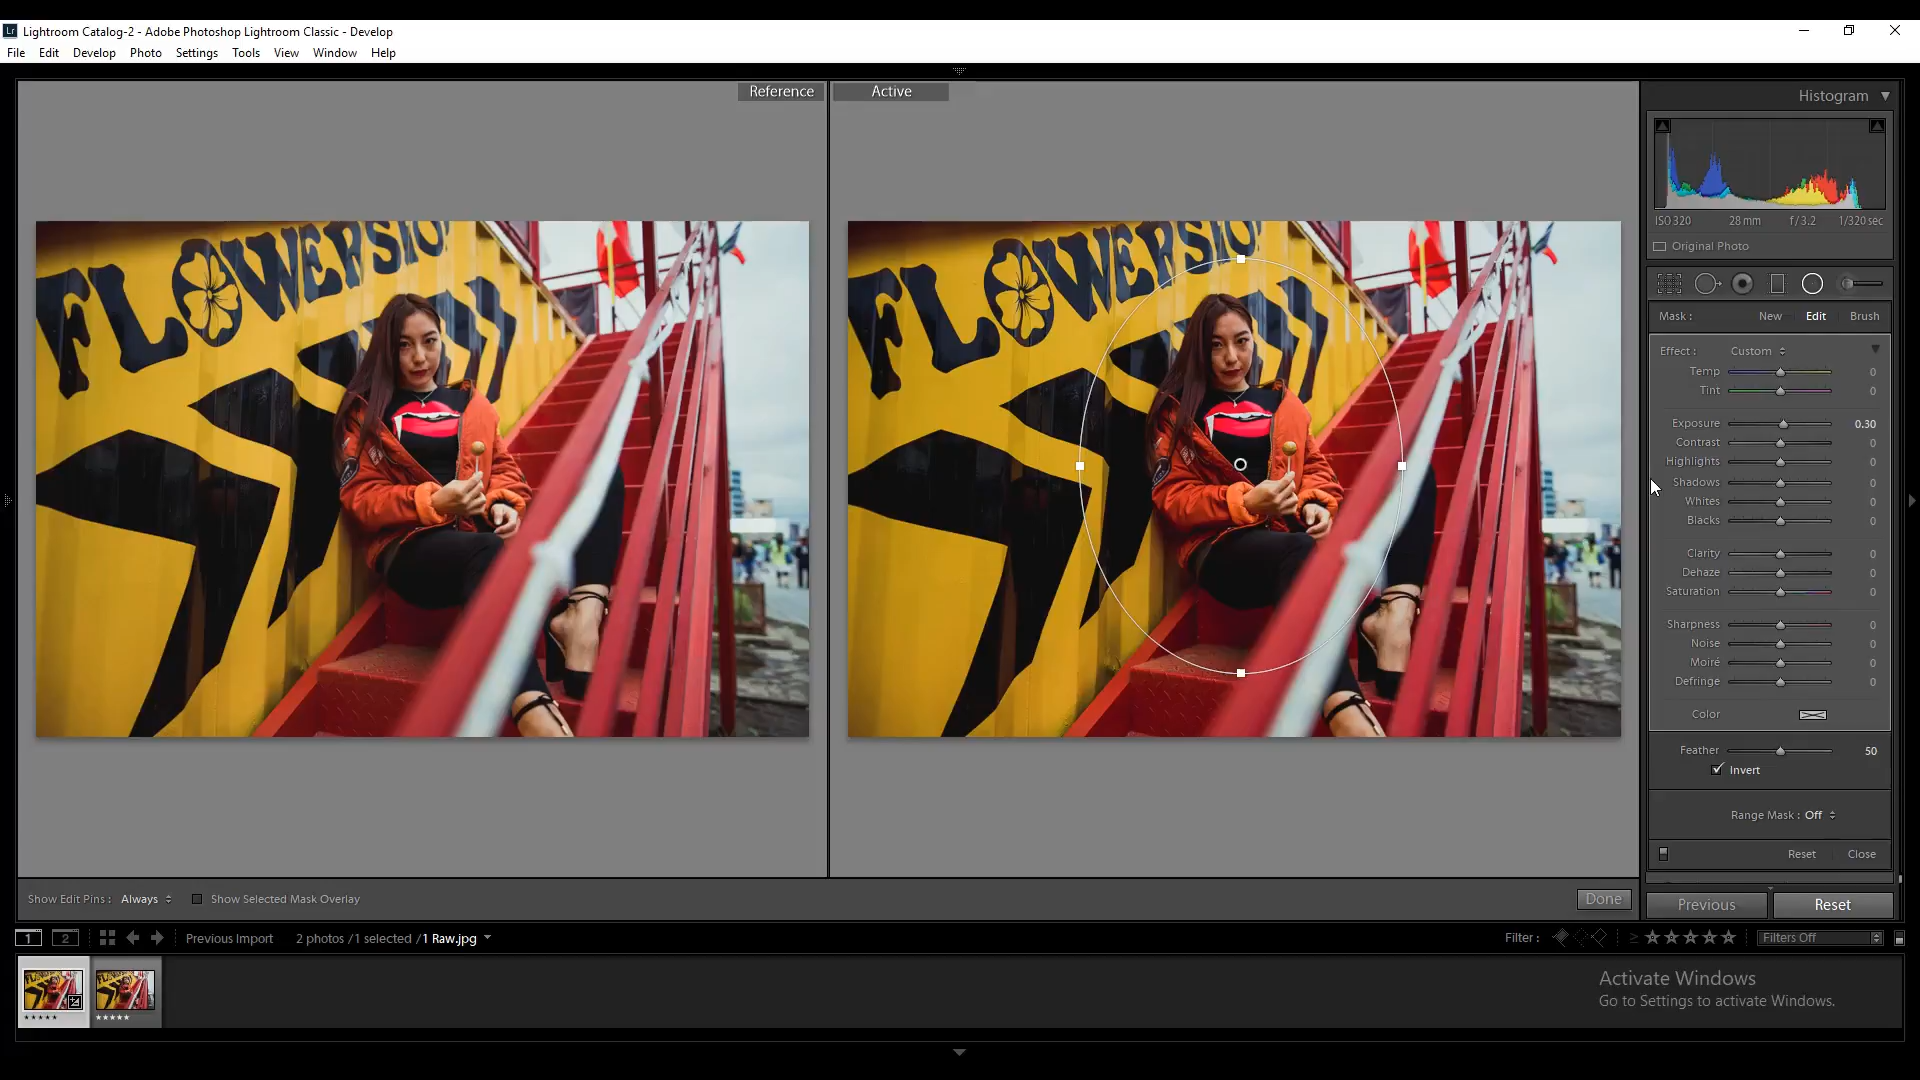 Lightroom Catalog-2 - Adobe Photoshop Lightroom Classic - Develop
File Edit Develop Photo Settings Tools View Window Help
Reference Active
Histogram
ISO 320 28 mm f / 3.2 1/320 sec
Original Photo
Mask : New Edit Brush
Effect : Custom
Temp 0
Tint 0
Exposure 0.30
Contrast 0
Highlights 0
Shadows 0
Whites 0
Blacks 0
Clarity 0
Dehaze 0
Saturation 0
Sharpness 0
Noise 0
Moiré 0
Defringe 0
Color
Feather 50
Invert
Range Mask : Off
Reset Close
Show Edit Pins : Always Show Selected Mask Overlay Done
Previous Reset
1 2 Previous Import 2 photos / 1 selected / 1 Raw.jpg Filter : Filters Off
Activate Windows
Go to Settings to activate Windows.